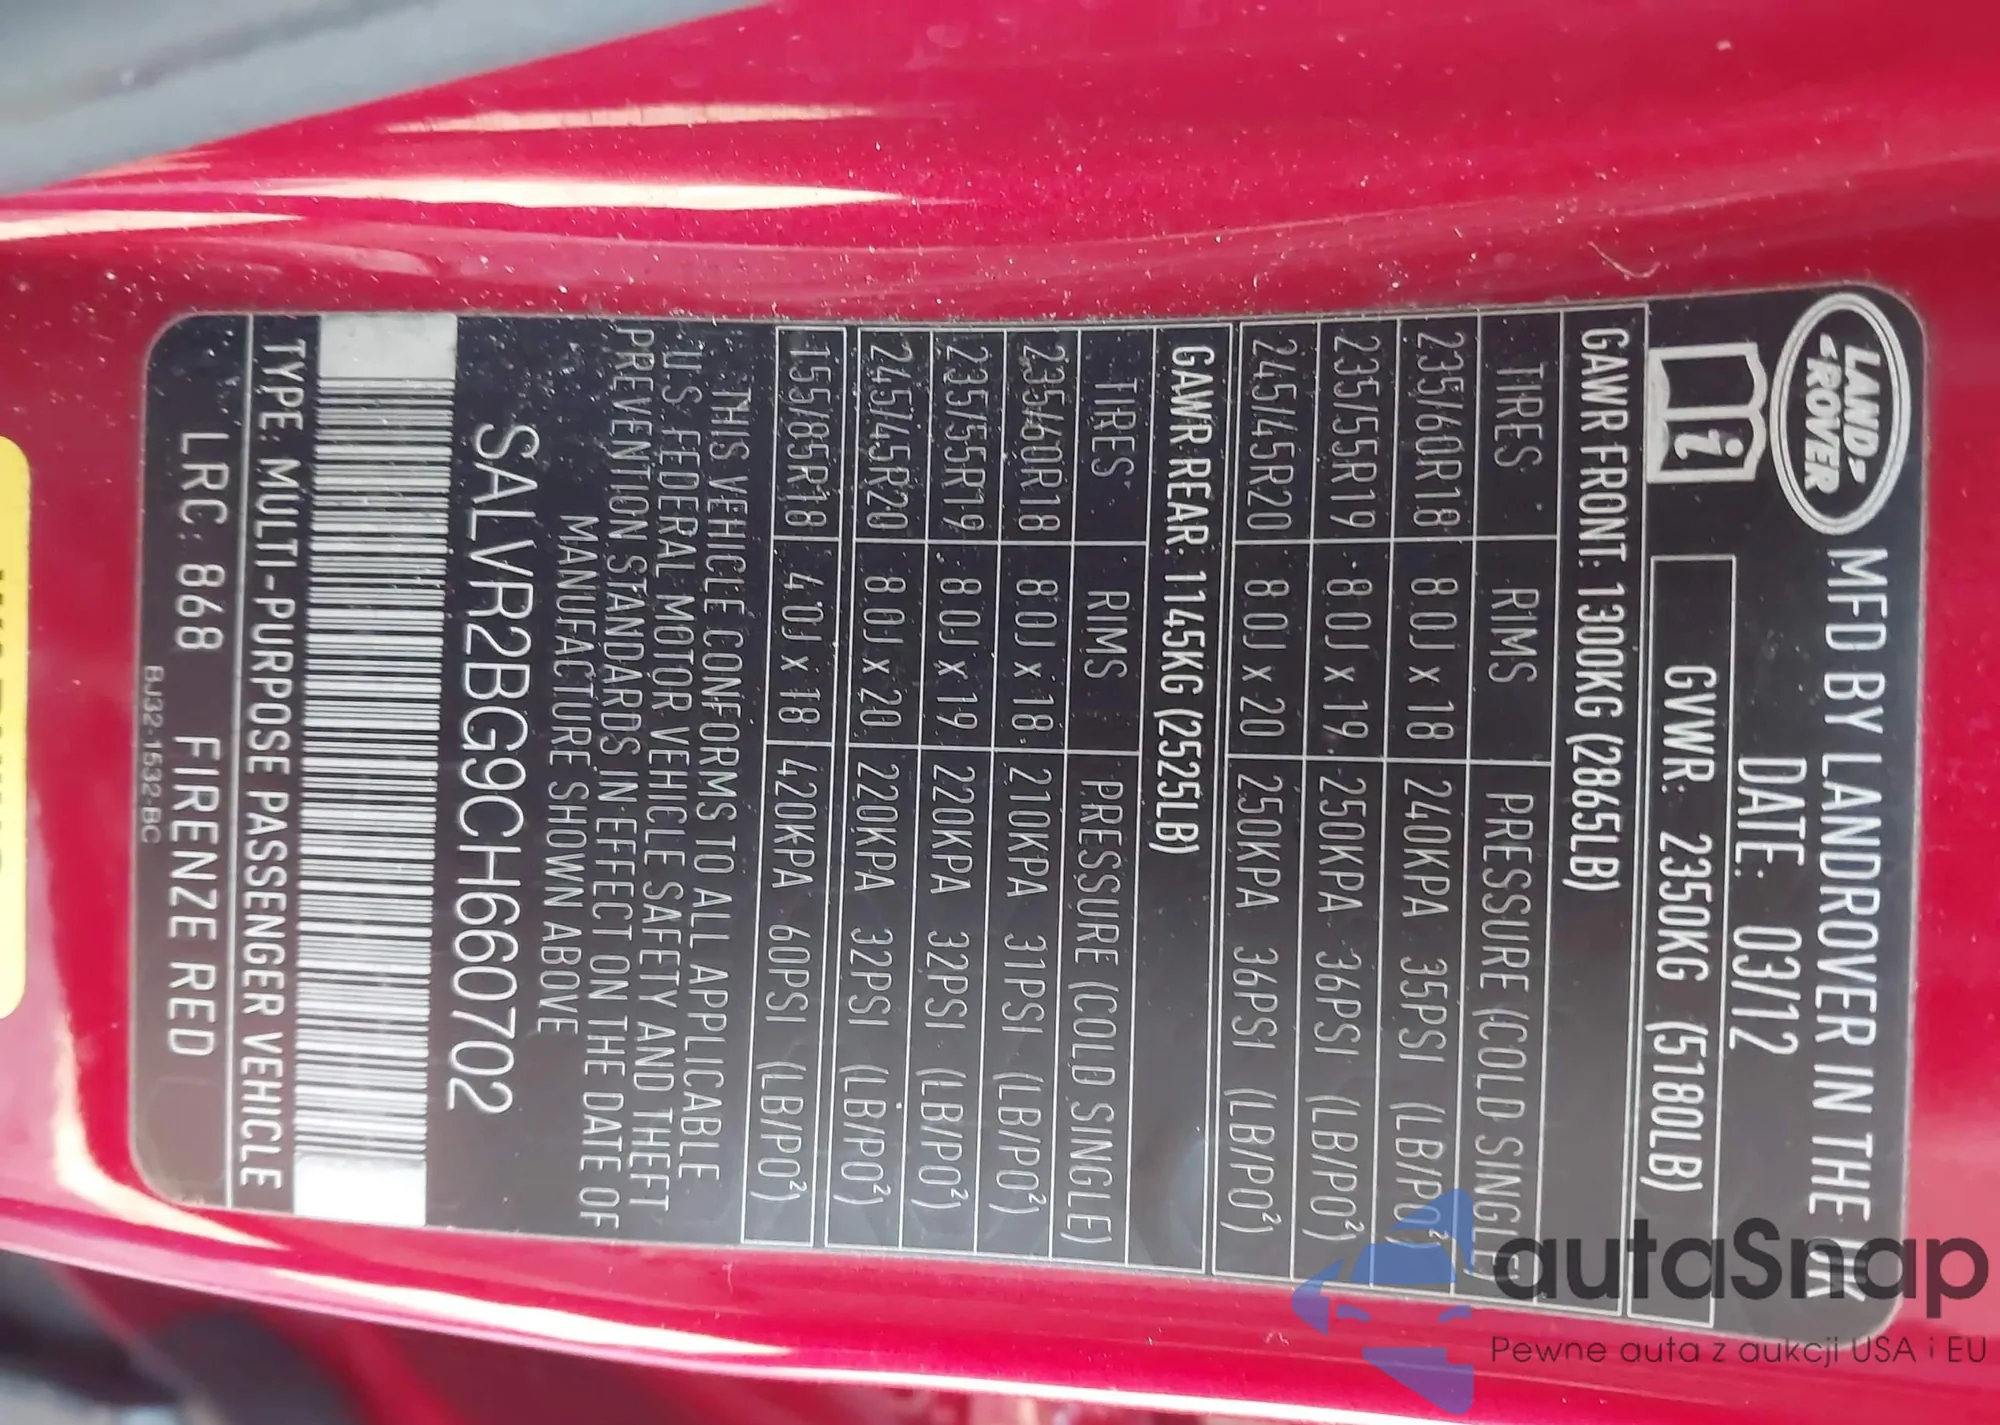 LAND-
-ROVER
MFD BY LANDROVER IN THE UK
DATE: 03/12
i
GVWR: 2350KG (5180LB)
GAWR FRONT: 1300KG (2865LB)
TIRES RIMS PRESSURE (COLD SINGLE)
235/60R18 8.0J x 18 240KPA 35PSI (LB/PO²)
235/55R19 8.0J x 19 250KPA 36PSI (LB/PO²)
245/45R20 8.0J x 20 250KPA 36PSI (LB/PO²)
GAWR REAR: 1145KG (2525LB)
TIRES RIMS PRESSURE (COLD SINGLE)
235/60R18 8.0J x 18 210KPA 31PSI (LB/PO²)
235/55R19 8.0J x 19 220KPA 32PSI (LB/PO²)
245/45R20 8.0J x 20 220KPA 32PSI (LB/PO²)
155/85R18 4.0J x 18 420KPA 60PSI (LB/PO²)
THIS VEHICLE CONFORMS TO ALL APPLICABLE
U.S FEDERAL MOTOR VEHICLE SAFETY AND THEFT
PREVENTION STANDARDS IN EFFECT ON THE DATE OF
MANUFACTURE SHOWN ABOVE
SALVR2BG9CH660702
TYPE: MULTI-PURPOSE PASSENGER VEHICLE
LRC: 868 FIRENZE RED
BJ32-1532-BC
autaSnap
Pewne auta z aukcji USA i EU